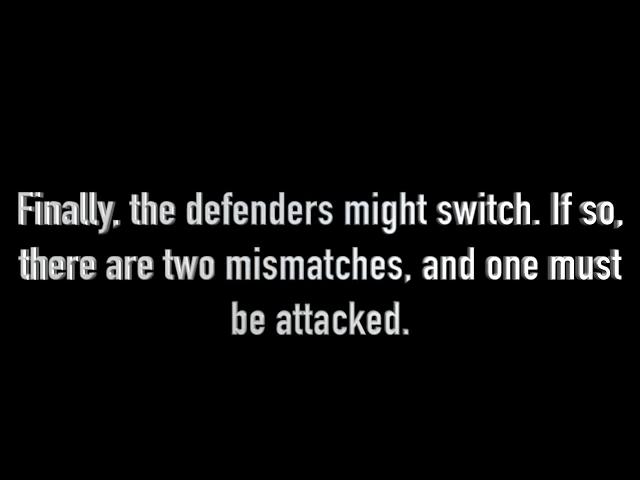 Finally, the defenders might switch. If so,
there are two mismatches, and one must
be attacked.